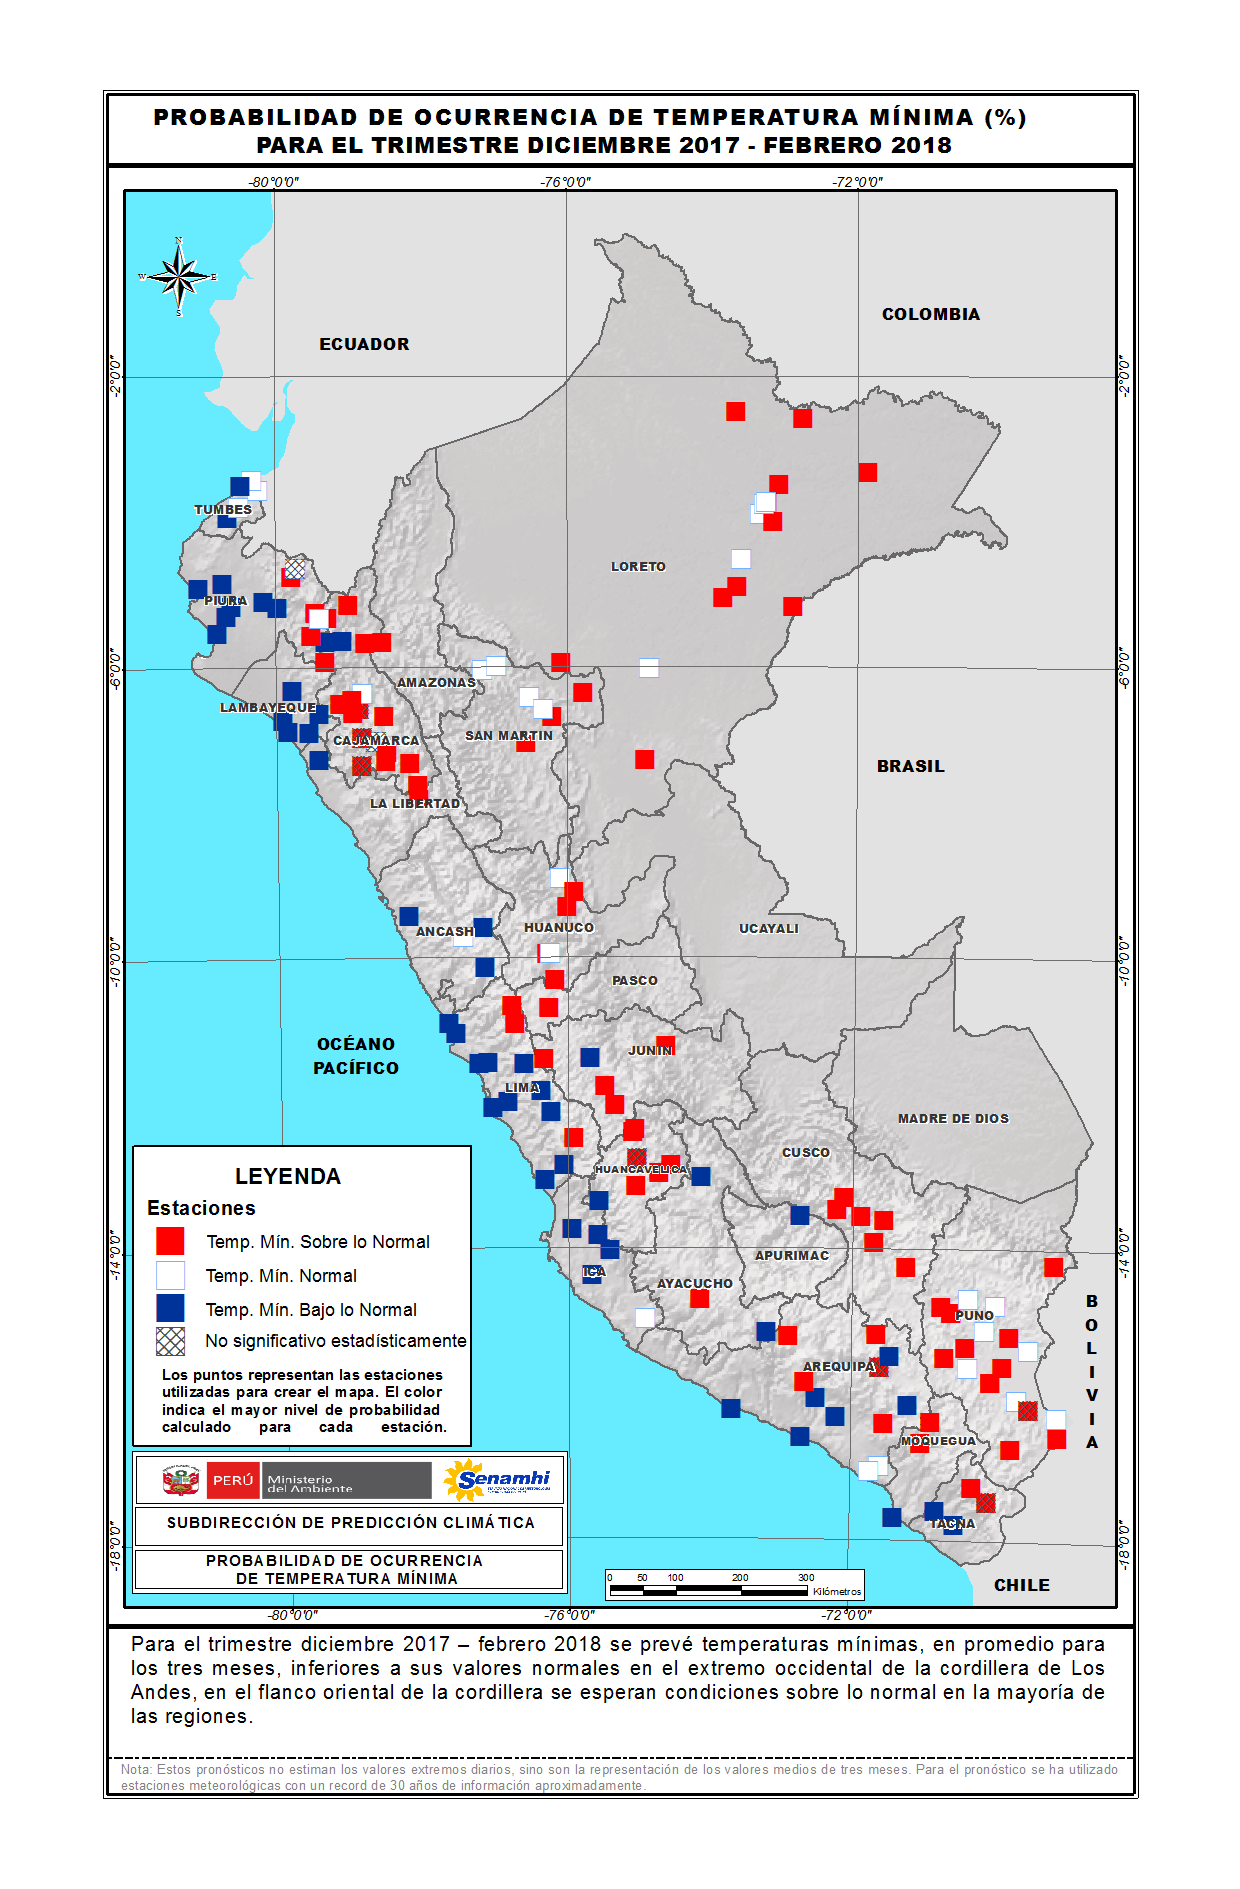 PROBABILIDAD DE OCURRENCIA DE TEMPERATURA MÍNIMA (%)
PARA EL TRIMESTRE DICIEMBRE 2017 - FEBRERO 2018
-80°0'0"
-76°0'0"
-72°0'0"
N
W
E
S
COLOMBIA
ECUADOR
-2°0'0"
-2°0'0"
TUMBES
LORETO
PIURA
-6°0'0"
-6°0'0"
AMAZONAS
LAMBAYEQUE
SAN MARTIN
CAJAMARCA
BRASIL
LA LIBERTAD
ANCASH
HUANUCO
UCAYALI
-10°0'0"
-10°0'0"
PASCO
OCÉANO
PACÍFICO
JUNIN
LIMA
MADRE DE DIOS
CUSCO
HUANCAVELICA
LEYENDA
Estaciones
Temp. Mín. Sobre lo Normal
Temp. Mín. Normal
Temp. Mín. Bajo lo Normal
No significativo estadísticamente
Los puntos representan las estaciones
utilizadas para crear el mapa. El color
indica el mayor nivel de probabilidad
calculado para cada estación.
-14°0'0"
-14°0'0"
APURIMAC
ICA
AYACUCHO
PUNO
BOLIVIA
AREQUIPA
MOQUEGUA
TACNA
PERÚ
Ministerio
del Ambiente
Senamhi
SUBDIRECCIÓN DE PREDICCIÓN CLIMÁTICA
PROBABILIDAD DE OCURRENCIA
DE TEMPERATURA MÍNIMA
-18°0'0"
-18°0'0"
0 50 100 200 300
Kilómetros
CHILE
-80°0'0"
-76°0'0"
-72°0'0"
Para el trimestre diciembre 2017 – febrero 2018 se prevé temperaturas mínimas, en promedio para
los tres meses, inferiores a sus valores normales en el extremo occidental de la cordillera de Los
Andes, en el flanco oriental de la cordillera se esperan condiciones sobre lo normal en la mayoría de
las regiones.
Nota: Estos pronósticos no estiman los valores extremos diarios, sino son la representación de los valores medios de tres meses. Para el pronóstico se ha utilizado
estaciones meteorológicas con un record de 30 años de información aproximadamente.